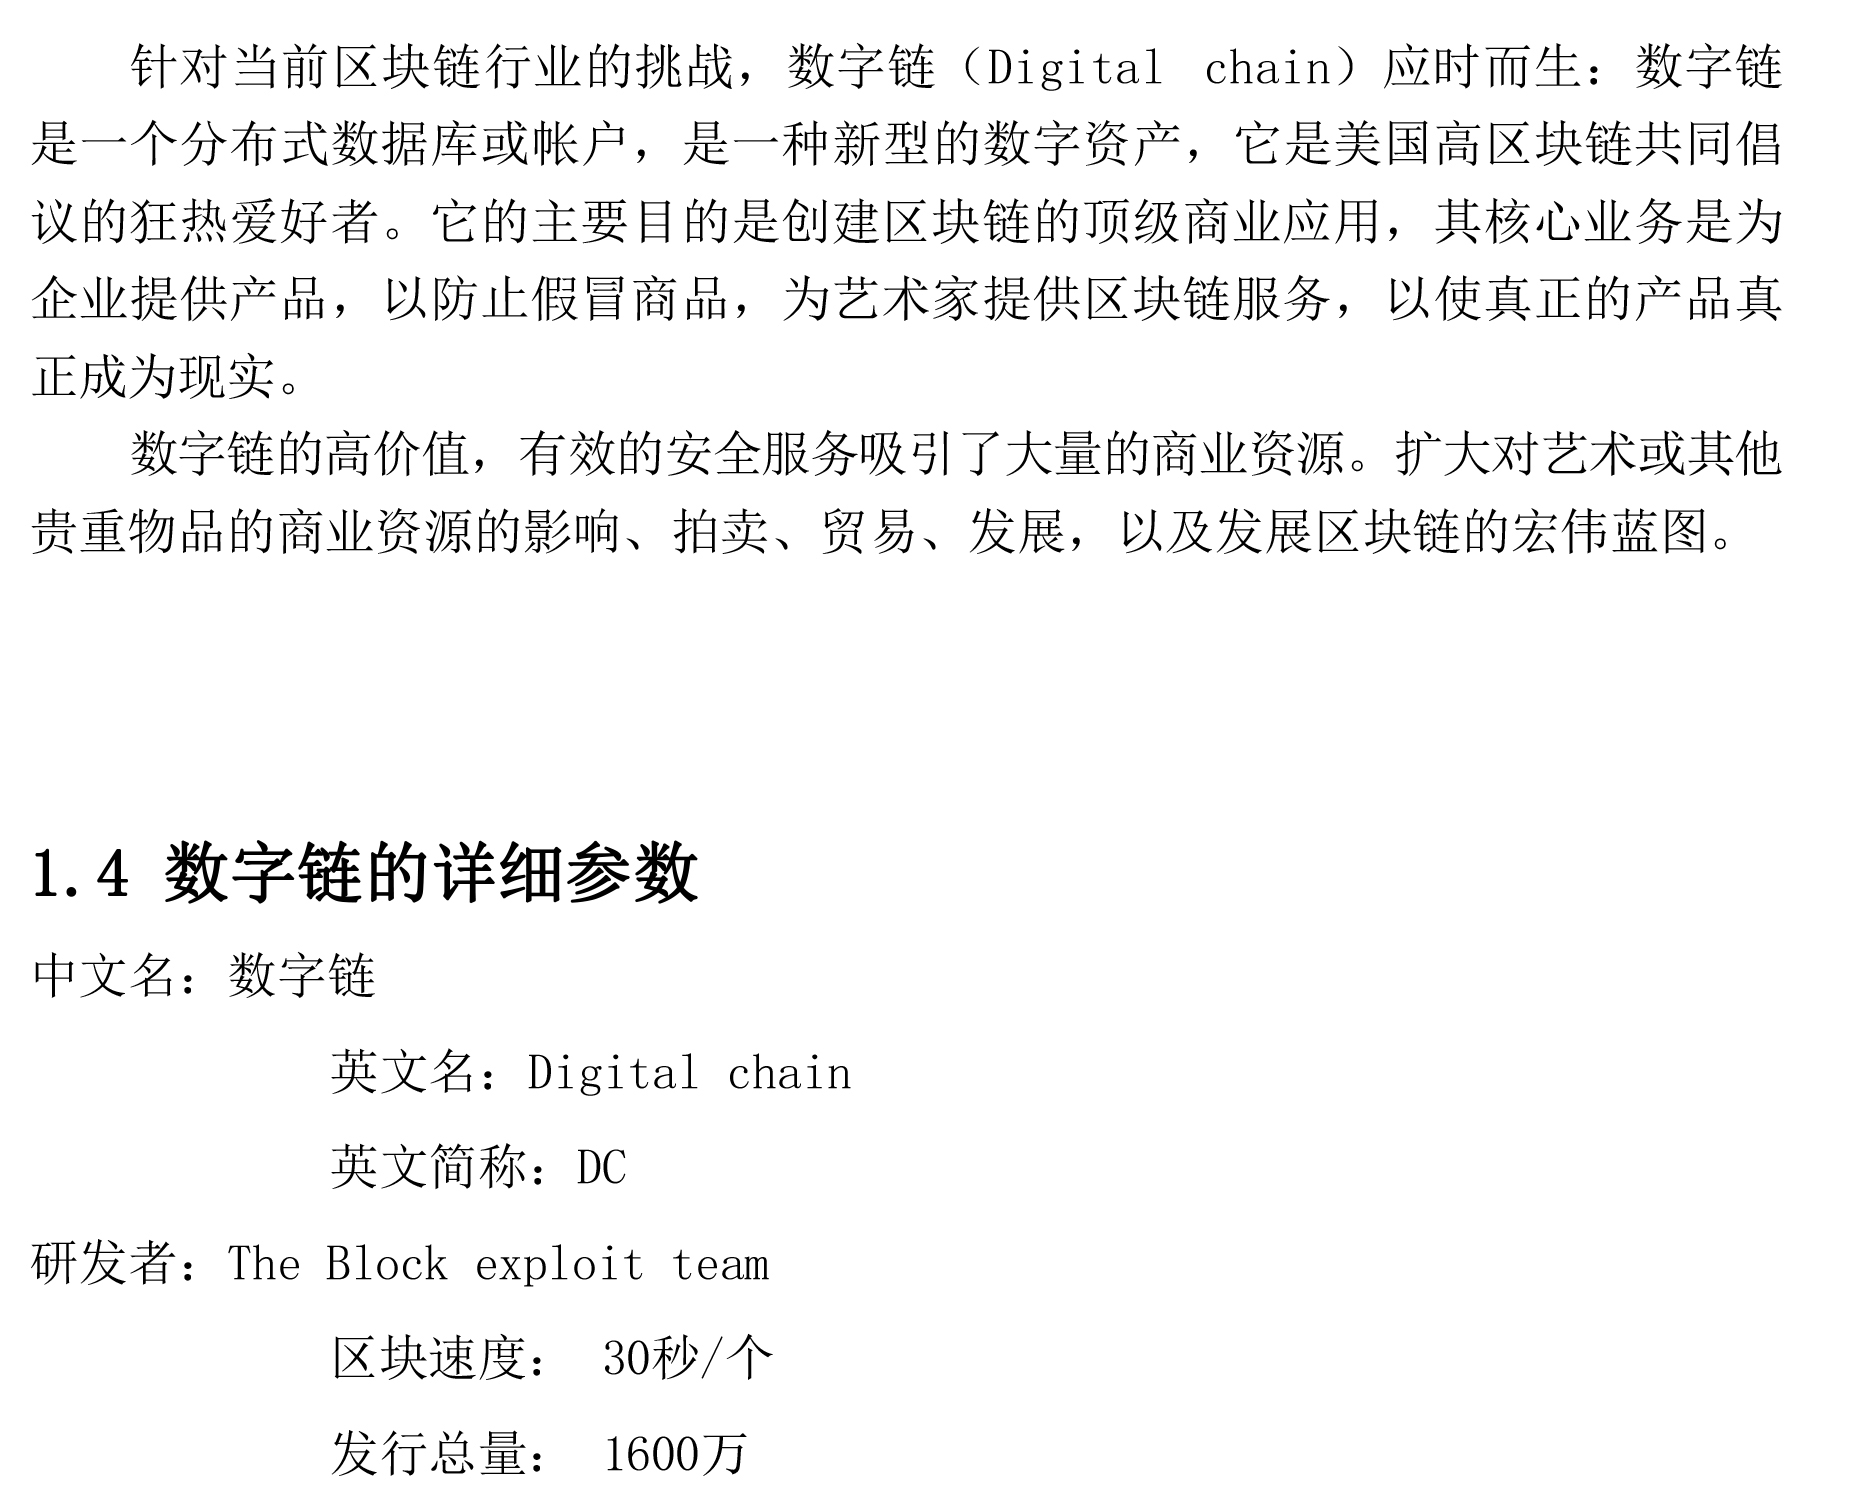 针对当前区块链行业的挑战，数字链（Digital chain）应时而生：数字链
是一个分布式数据库或帐户，是一种新型的数字资产，它是美国高区块链共同倡
议的狂热爱好者。它的主要目的是创建区块链的顶级商业应用，其核心业务是为
企业提供产品，以防止假冒商品，为艺术家提供区块链服务，以使真正的产品真
正成为现实。
数字链的高价值，有效的安全服务吸引了大量的商业资源。扩大对艺术或其他
贵重物品的商业资源的影响、拍卖、贸易、发展，以及发展区块链的宏伟蓝图。
1.4 数字链的详细参数
中文名：数字链
英文名：Digital chain
英文简称：DC
研发者：The Block exploit team
区块速度： 30秒/个
发行总量： 1600万